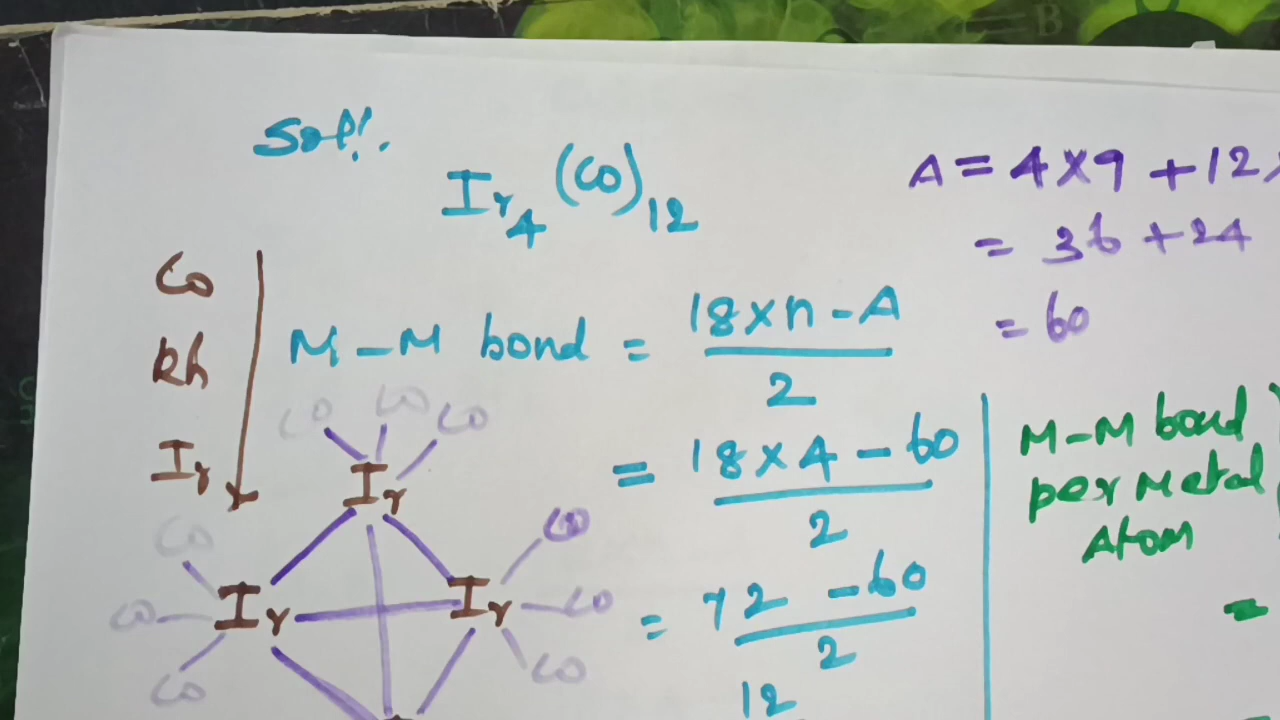 Soln.
Ir4(CO)12
A = 4×9 + 12×
= 36 + 24
= 60
Co
Rh
Ir
M-M bond = 18×n - A / 2
= 18×4 - 60 / 2
= 72 - 60 / 2
12
M-M bond
per Metal
Atom
=
CO CO CO
Ir
CO CO
CO Ir Ir CO
CO CO
B